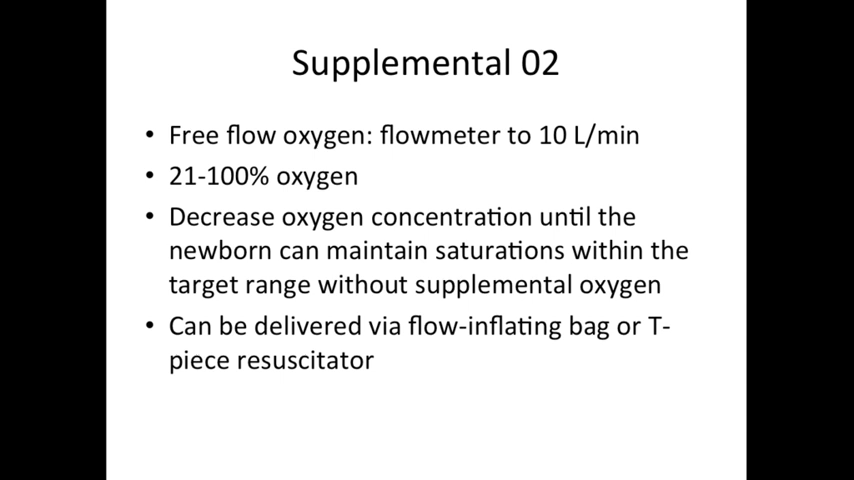 Supplemental 02
• Free flow oxygen: flowmeter to 10 L/min
• 21-100% oxygen
• Decrease oxygen concentration until the
newborn can maintain saturations within the
target range without supplemental oxygen
• Can be delivered via flow-inflating bag or T-
piece resuscitator